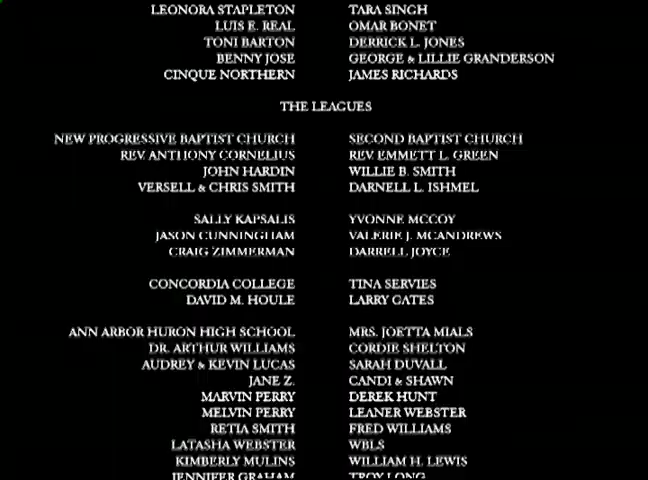 LEONORA STAPLETON TARA SINGH
LUIS E. REAL OMAR BONET
TONI BARTON DERRICK L. JONES
BENNY JOSE GEORGE & LILLIE GRANDERSON
CINQUE NORTHERN JAMES RICHARDS
THE LEAGUES
NEW PROGRESSIVE BAPTIST CHURCH SECOND BAPTIST CHURCH
REV. ANTHONY CORNELIUS REV. EMMETT L. GREEN
JOHN HARDIN WILLIE B. SMITH
VERSELL & CHRIS SMITH DARNELL L. ISHMEL
SALLY KAPSALIS YVONNE MCCOY
JASON CUNNINGHAM VALERIE J. MCANDREWS
CRAIG ZIMMERMAN DARRELL JOYCE
CONCORDIA COLLEGE TINA SERVIES
DAVID M. HOULE LARRY GATES
ANN ARBOR HURON HIGH SCHOOL MRS. JOETTA MIALS
DR. ARTHUR WILLIAMS CORDIE SHELTON
AUDREY & KEVIN LUCAS SARAH DUVALL
JANE Z. CANDI & SHAWN
MARVIN PERRY DEREK HUNT
MELVIN PERRY LEANER WEBSTER
RETIA SMITH FRED WILLIAMS
LATASHA WEBSTER WBLS
KIMBERLY MULINS WILLIAM H. LEWIS
JENNIFER GRAHAM TROY LONG